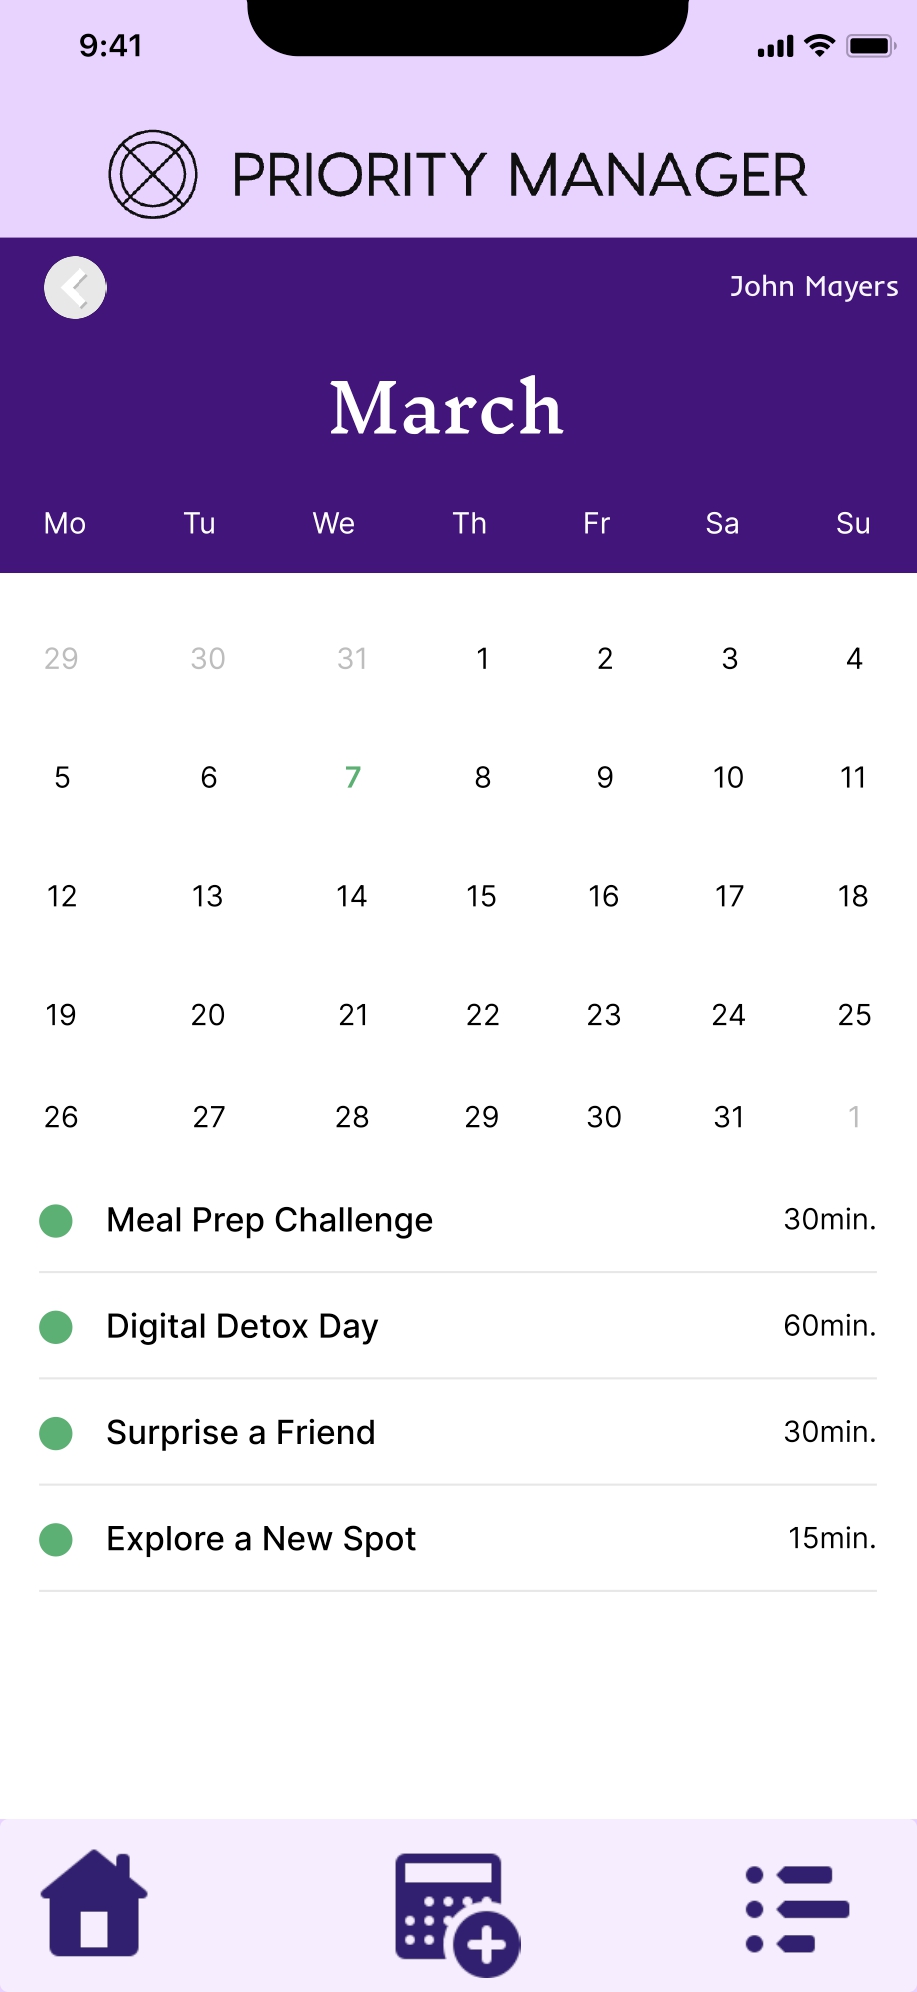 9:41
PRIORITY MANAGER
John Mayers
March
Mo Tu We Th Fr Sa Su
29 30 31 1 2 3 4
5 6 7 8 9 10 11
12 13 14 15 16 17 18
19 20 21 22 23 24 25
26 27 28 29 30 31 1
Meal Prep Challenge 30min.
Digital Detox Day 60min.
Surprise a Friend 30min.
Explore a New Spot 15min.